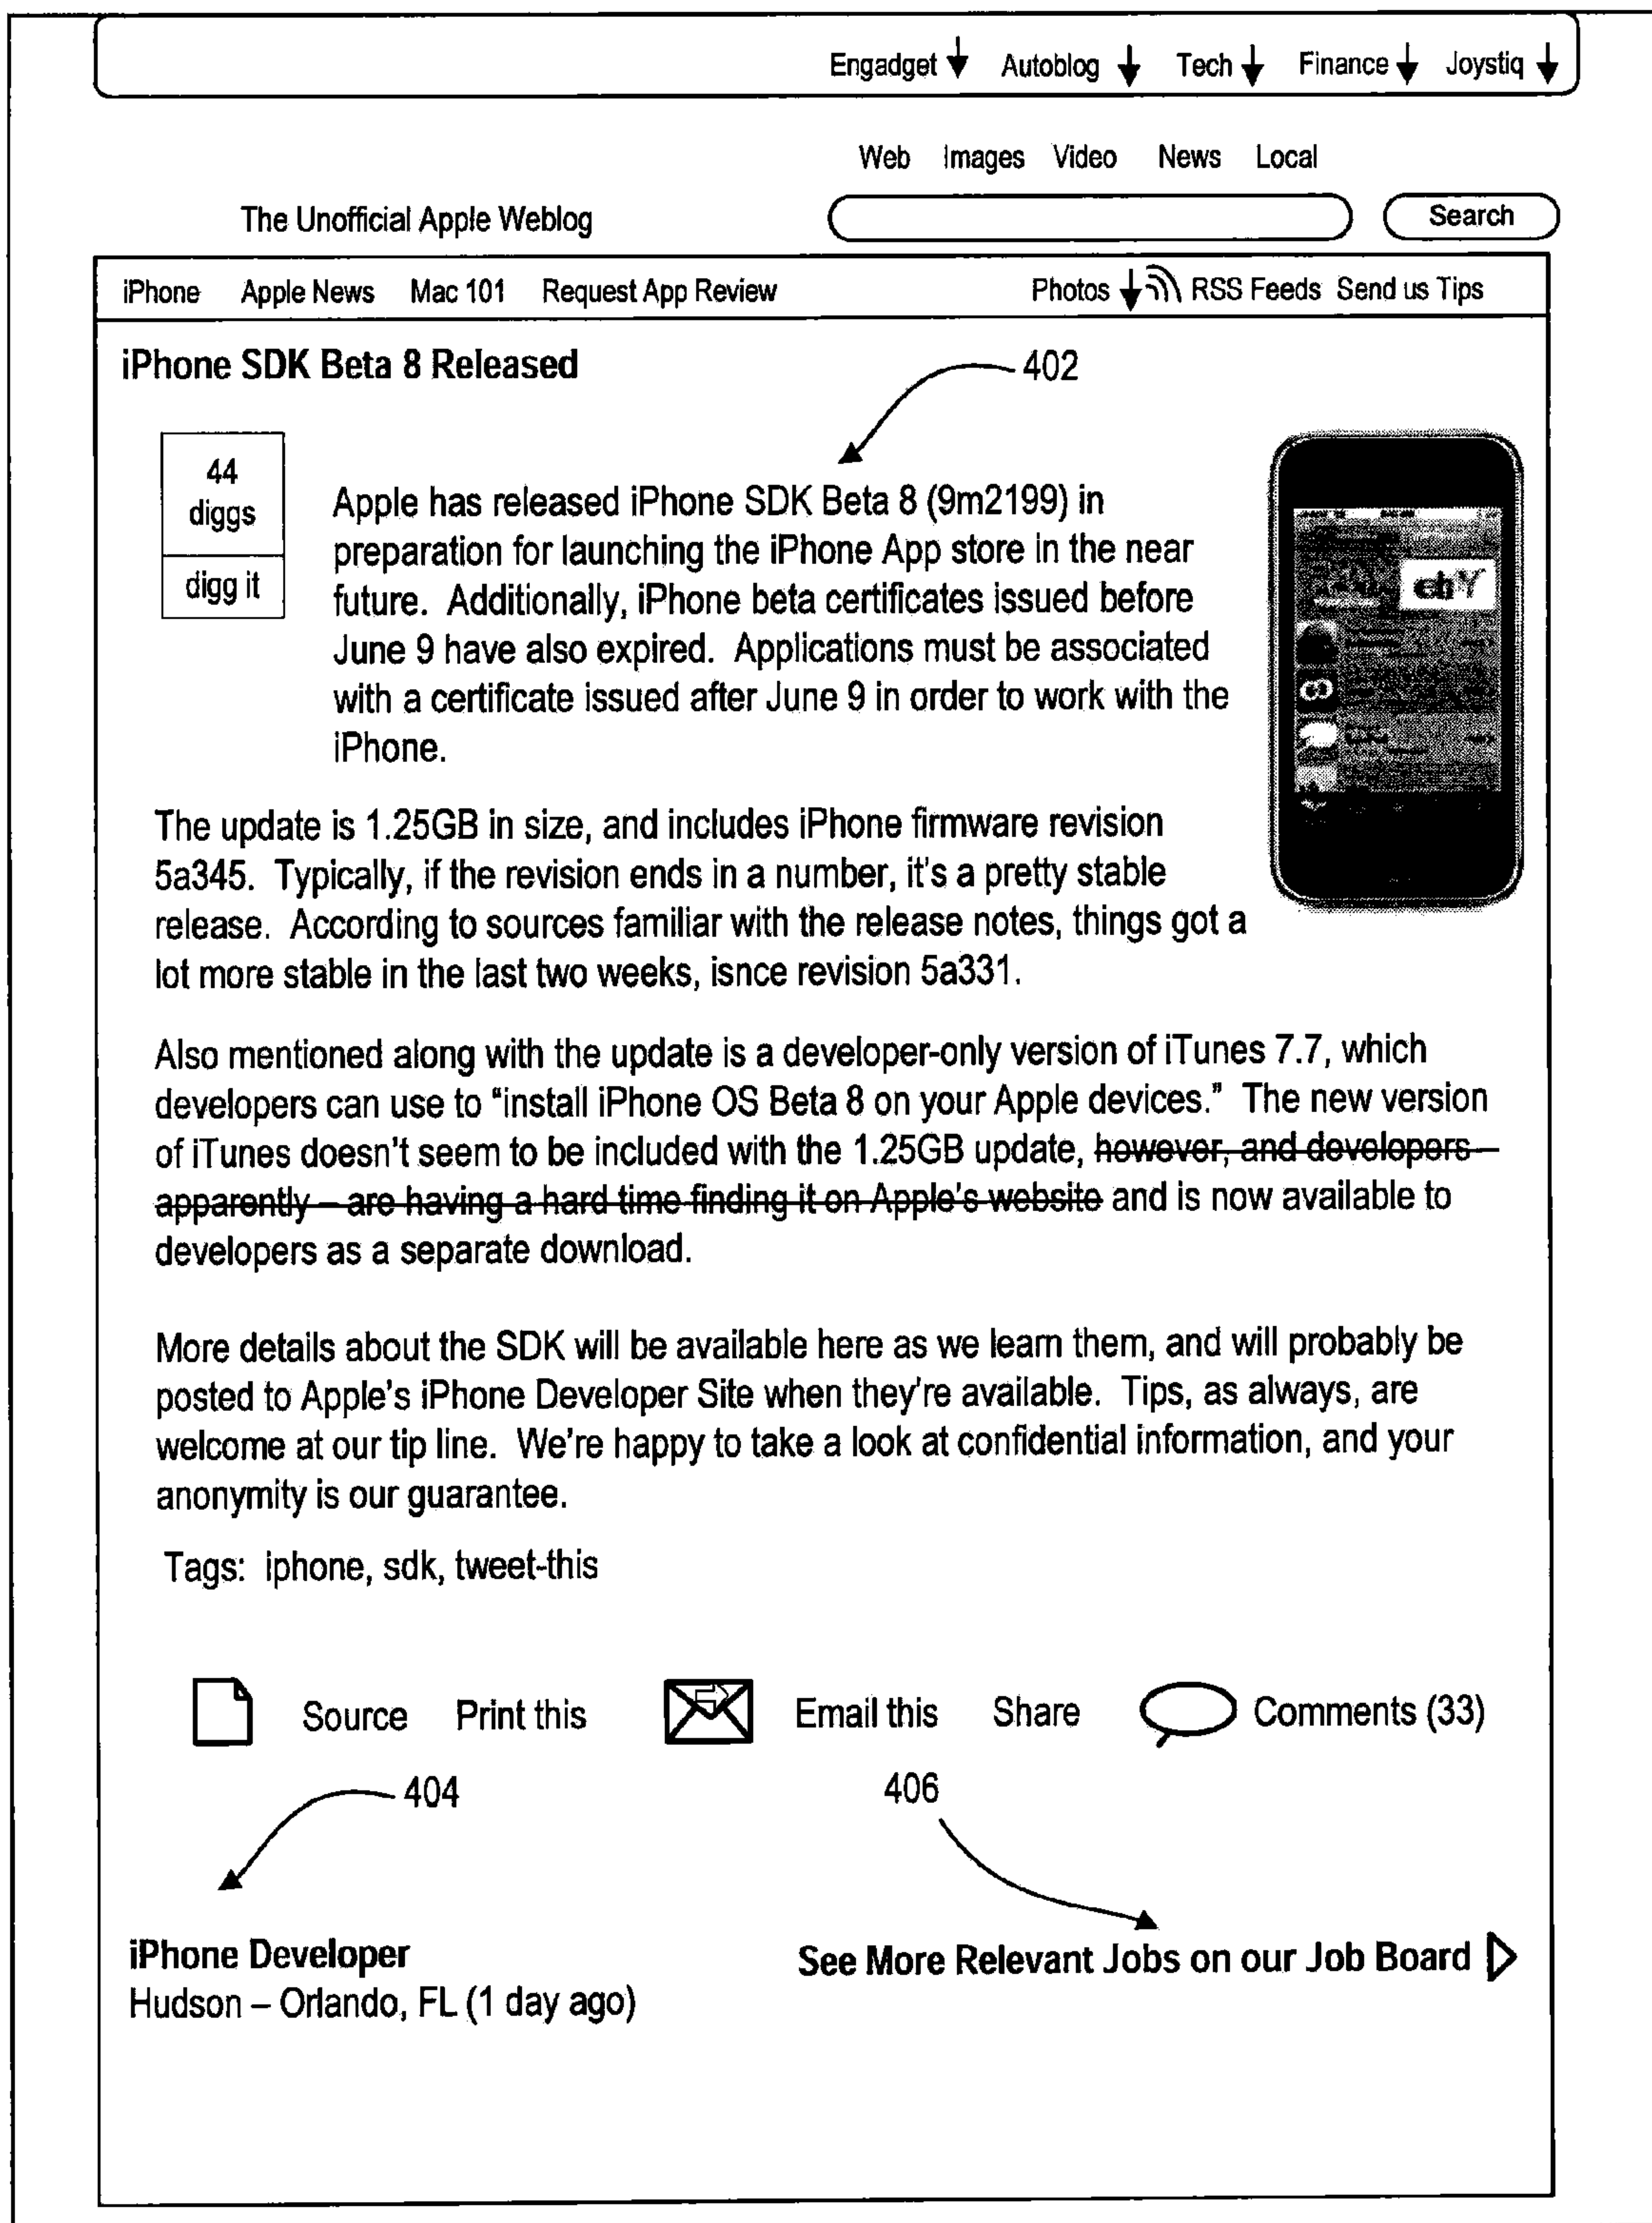 Engadget Autoblog Tech Finance Joystiq
Web Images Video News Local
The Unofficial Apple Weblog Search
iPhone Apple News Mac 101 Request App Review Photos RSS Feeds Send us Tips
iPhone SDK Beta 8 Released
402
44
diggs
digg it
Apple has released iPhone SDK Beta 8 (9m2199) in
preparation for launching the iPhone App store in the near
future. Additionally, iPhone beta certificates issued before
June 9 have also expired. Applications must be associated
with a certificate issued after June 9 in order to work with the
iPhone.
The update is 1.25GB in size, and includes iPhone firmware revision
5a345. Typically, if the revision ends in a number, it's a pretty stable
release. According to sources familiar with the release notes, things got a
lot more stable in the last two weeks, isnce revision 5a331.
Also mentioned along with the update is a developer-only version of iTunes 7.7, which
developers can use to “install iPhone OS Beta 8 on your Apple devices.” The new version
of iTunes doesn't seem to be included with the 1.25GB update, however, and developers –
apparently – are having a hard time finding it on Apple's website and is now available to
developers as a separate download.
More details about the SDK will be available here as we learn them, and will probably be
posted to Apple's iPhone Developer Site when they're available. Tips, as always, are
welcome at our tip line. We're happy to take a look at confidential information, and your
anonymity is our guarantee.
Tags: iphone, sdk, tweet-this
Source Print this Email this Share Comments (33)
404
406
iPhone Developer
Hudson – Orlando, FL (1 day ago)
See More Relevant Jobs on our Job Board